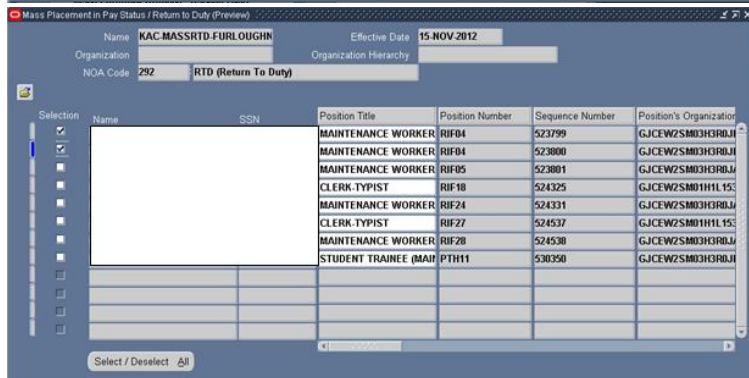 Mass Placement in Pay Status / Return to Duty (Preview)
Name KAC-MASSRTD-FURLOUGHN Effective Date 15-NOV-2012
Organization Organization Hierarchy
NOA Code 292 RTD (Return To Duty)
Selection Name SSN Position Title Position Number Sequence Number Position's Organization
MAINTENANCE WORKER RIF04 523799
MAINTENANCE WORKER RIF04 523800
MAINTENANCE WORKER RIF05 523801
CLERK-TYPIST RIF18 524325
MAINTENANCE WORKER RIF24 524331
CLERK-TYPIST RIF27 524537
MAINTENANCE WORKER RIF28 524538
STUDENT TRAINEE (MAIN PTH11 530350
Select / Deselect All